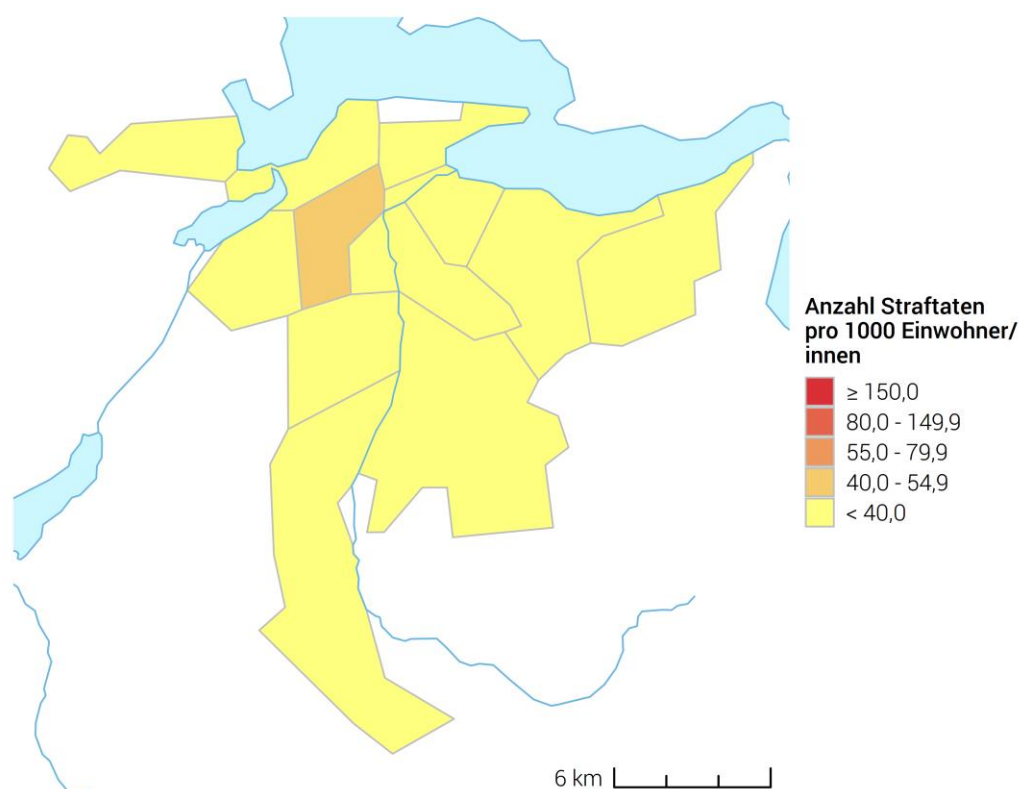 Anzahl Straftaten
pro 1000 Einwohner/
innen
≥ 150,0
80,0 - 149,9
55,0 - 79,9
40,0 - 54,9
< 40,0
6 km